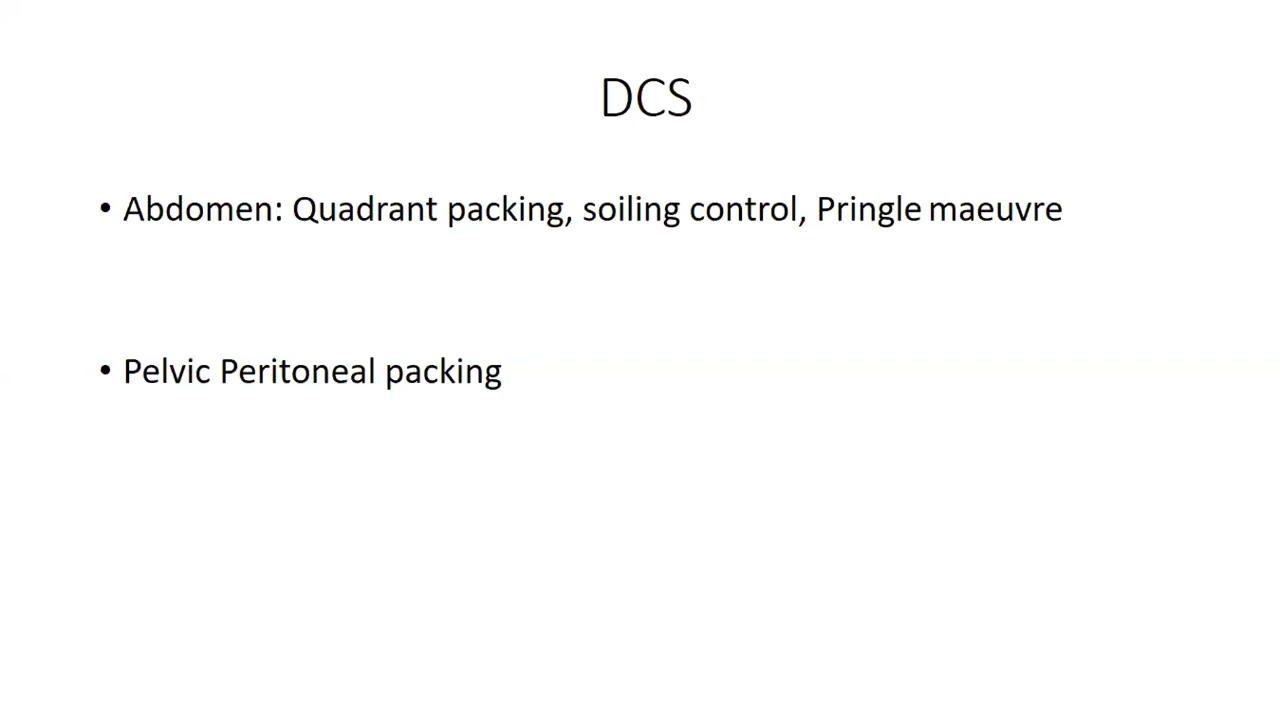 DCS
• Abdomen: Quadrant packing, soiling control, Pringle maeuvre
• Pelvic Peritoneal packing